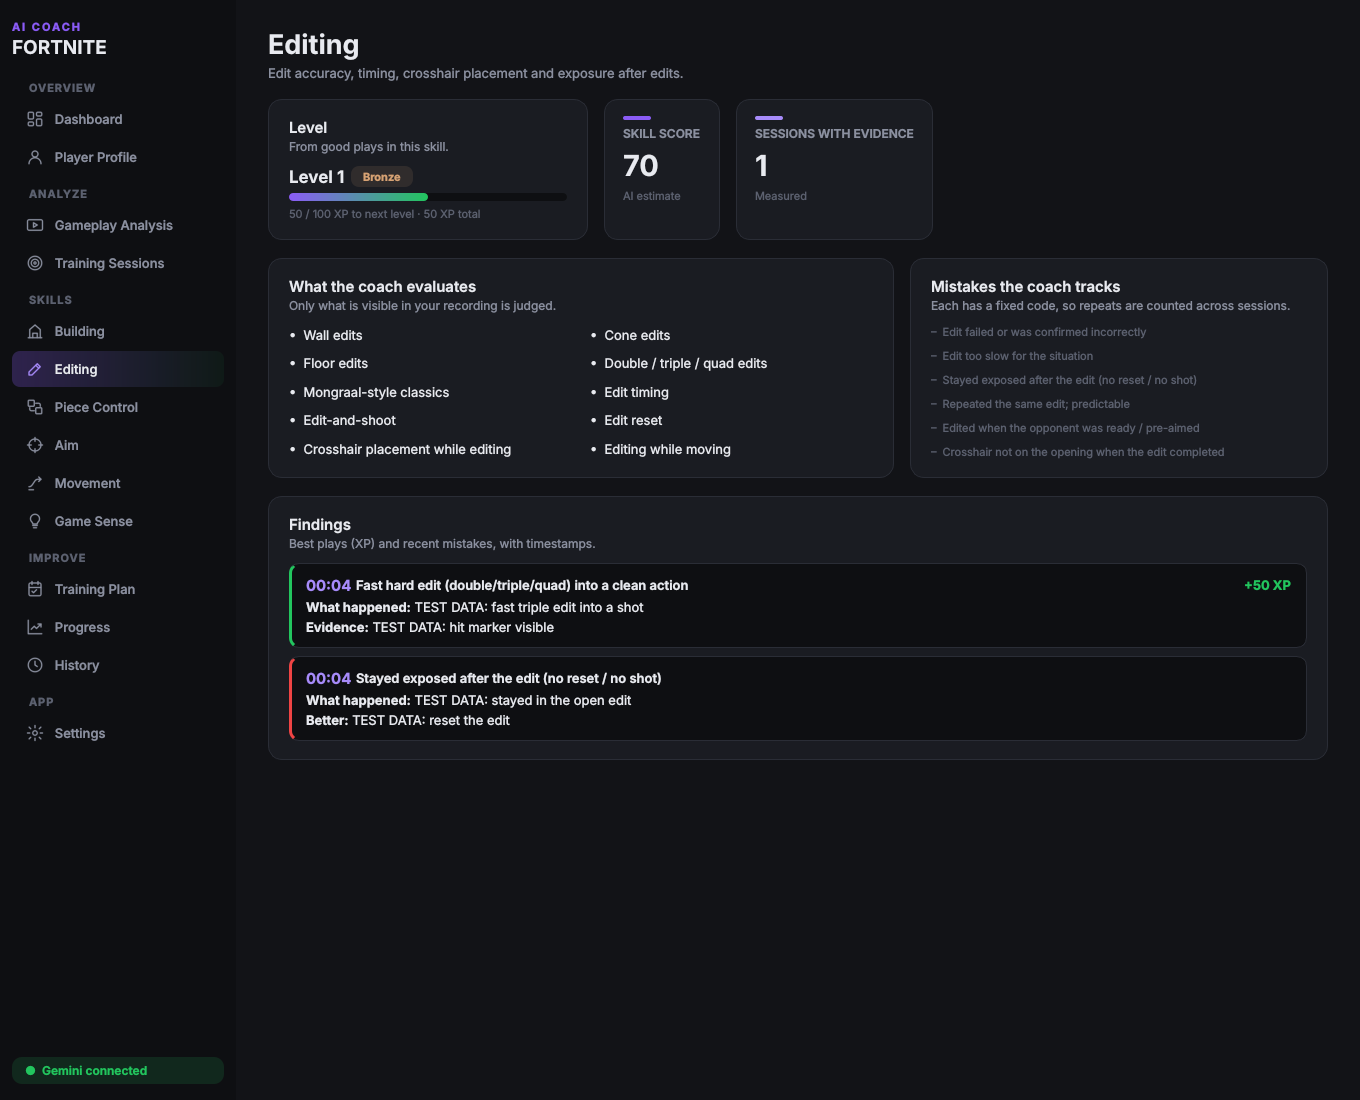 AI COACH
FORTNITE
OVERVIEW
Dashboard
Player Profile
ANALYZE
Gameplay Analysis
Training Sessions
SKILLS
Building
Editing
Piece Control
Aim
Movement
Game Sense
IMPROVE
Training Plan
Progress
History
APP
Settings
Gemini connected
Editing
Edit accuracy, timing, crosshair placement and exposure after edits.
Level
From good plays in this skill.
Level 1 Bronze
50 / 100 XP to next level · 50 XP total
SKILL SCORE
70
AI estimate
SESSIONS WITH EVIDENCE
1
Measured
What the coach evaluates
Only what is visible in your recording is judged.
• Wall edits
• Cone edits
• Floor edits
• Double / triple / quad edits
• Mongraal-style classics
• Edit timing
• Edit-and-shoot
• Edit reset
• Crosshair placement while editing
• Editing while moving
Mistakes the coach tracks
Each has a fixed code, so repeats are counted across sessions.
– Edit failed or was confirmed incorrectly
– Edit too slow for the situation
– Stayed exposed after the edit (no reset / no shot)
– Repeated the same edit; predictable
– Edited when the opponent was ready / pre-aimed
– Crosshair not on the opening when the edit completed
Findings
Best plays (XP) and recent mistakes, with timestamps.
00:04 Fast hard edit (double/triple/quad) into a clean action +50 XP
What happened: TEST DATA: fast triple edit into a shot
Evidence: TEST DATA: hit marker visible
00:04 Stayed exposed after the edit (no reset / no shot)
What happened: TEST DATA: stayed in the open edit
Better: TEST DATA: reset the edit